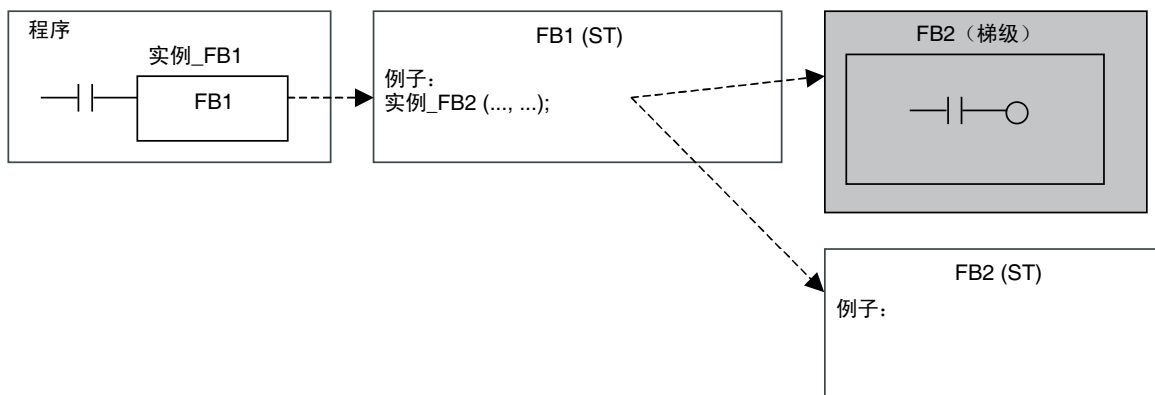 程序
实例_FB1
FB1
FB1 (ST)
例子：
实例_FB2 (..., ...);
FB2（梯级）
FB2 (ST)
例子：